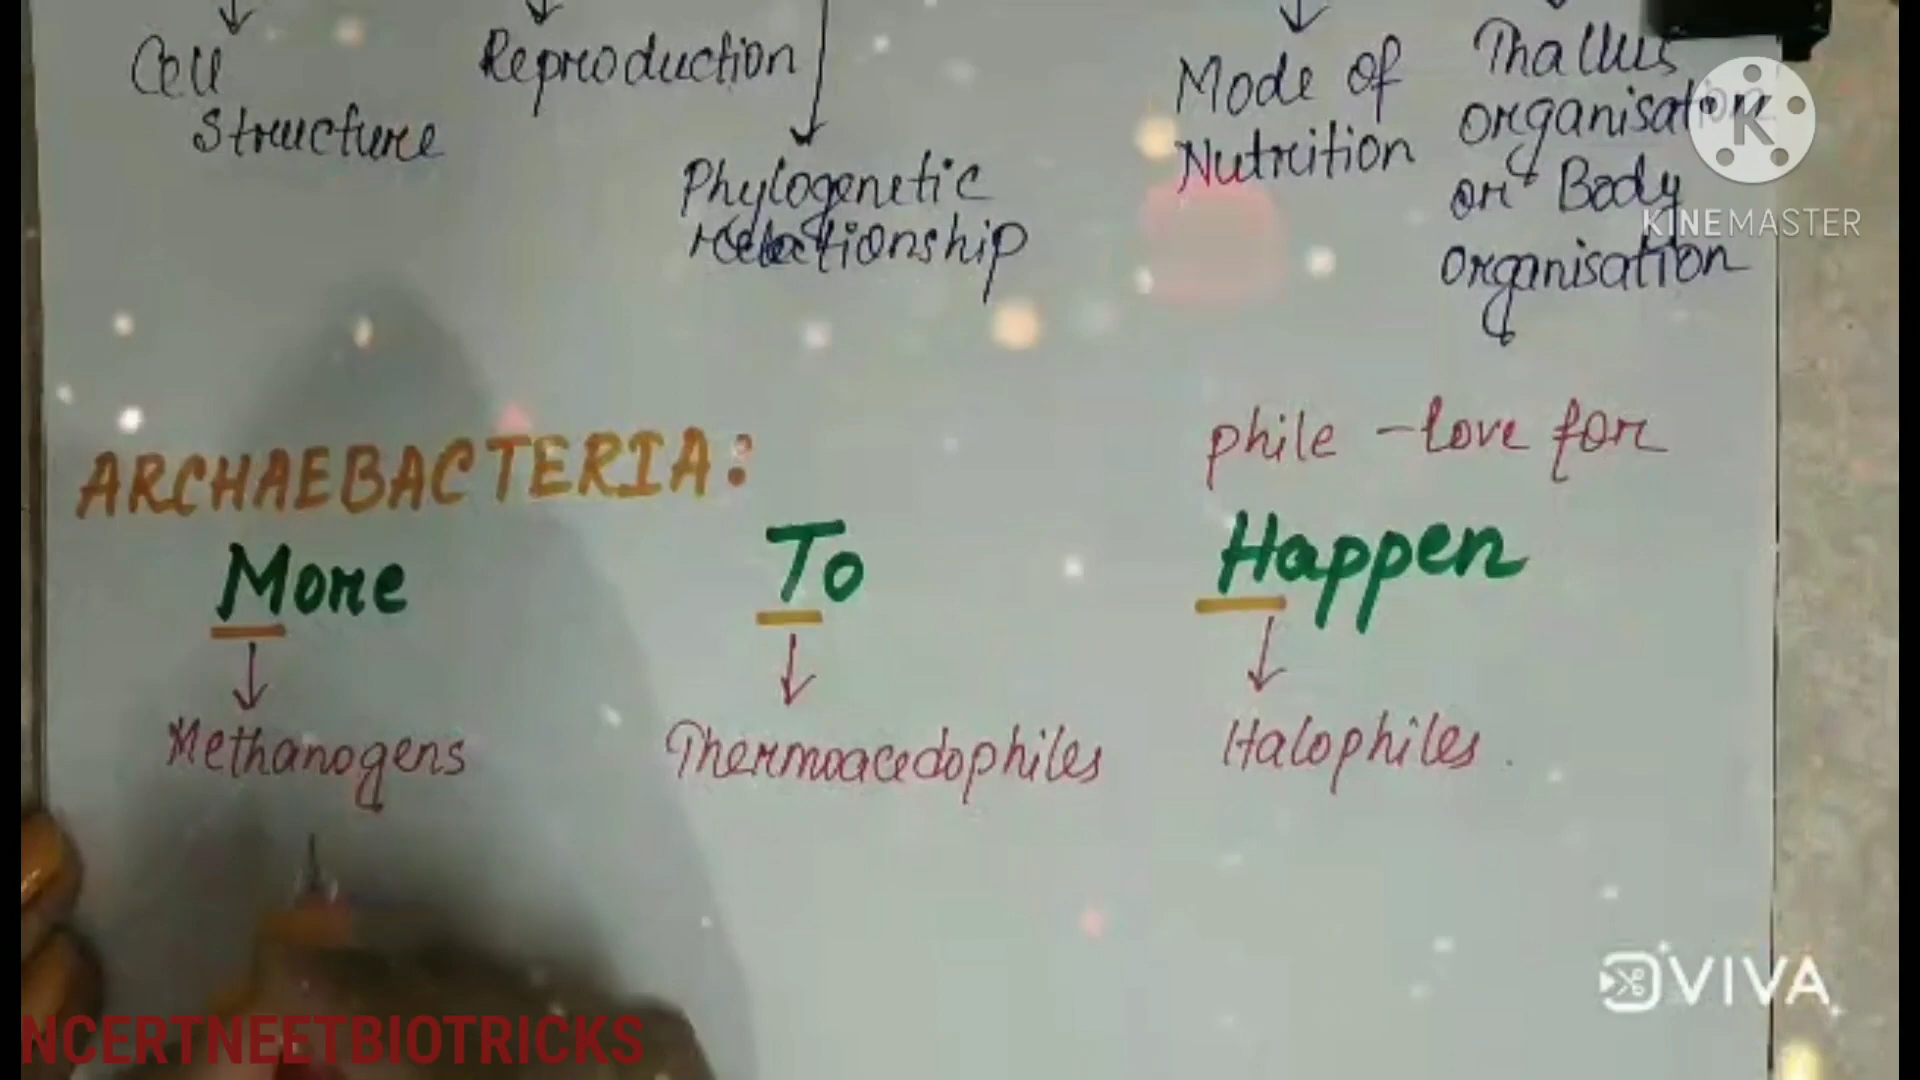 Cell
Structure
Reproduction
Phylogenetic
relationship
Mode of
Nutrition
Thallus
organisation
or Body
organisation
KINEMASTER
phile - love for
ARCHAEBACTERIA:
More To Happen
Methanogens Thermoacedophiles Halophiles.
VIVA
NCERTNEETBIOTRICKS